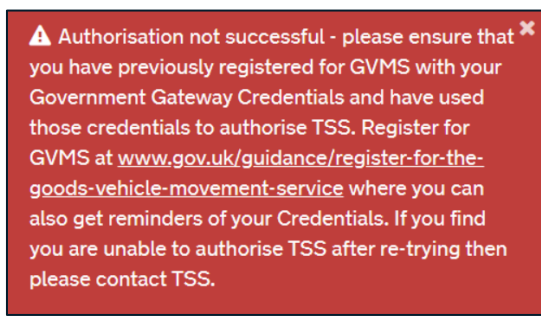 Authorisation not successful - please ensure that
you have previously registered for GVMS with your
Government Gateway Credentials and have used
those credentials to authorise TSS. Register for
GVMS at www.gov.uk/guidance/register-for-the-
goods-vehicle-movement-service where you can
also get reminders of your Credentials. If you find
you are unable to authorise TSS after re-trying then
please contact TSS.